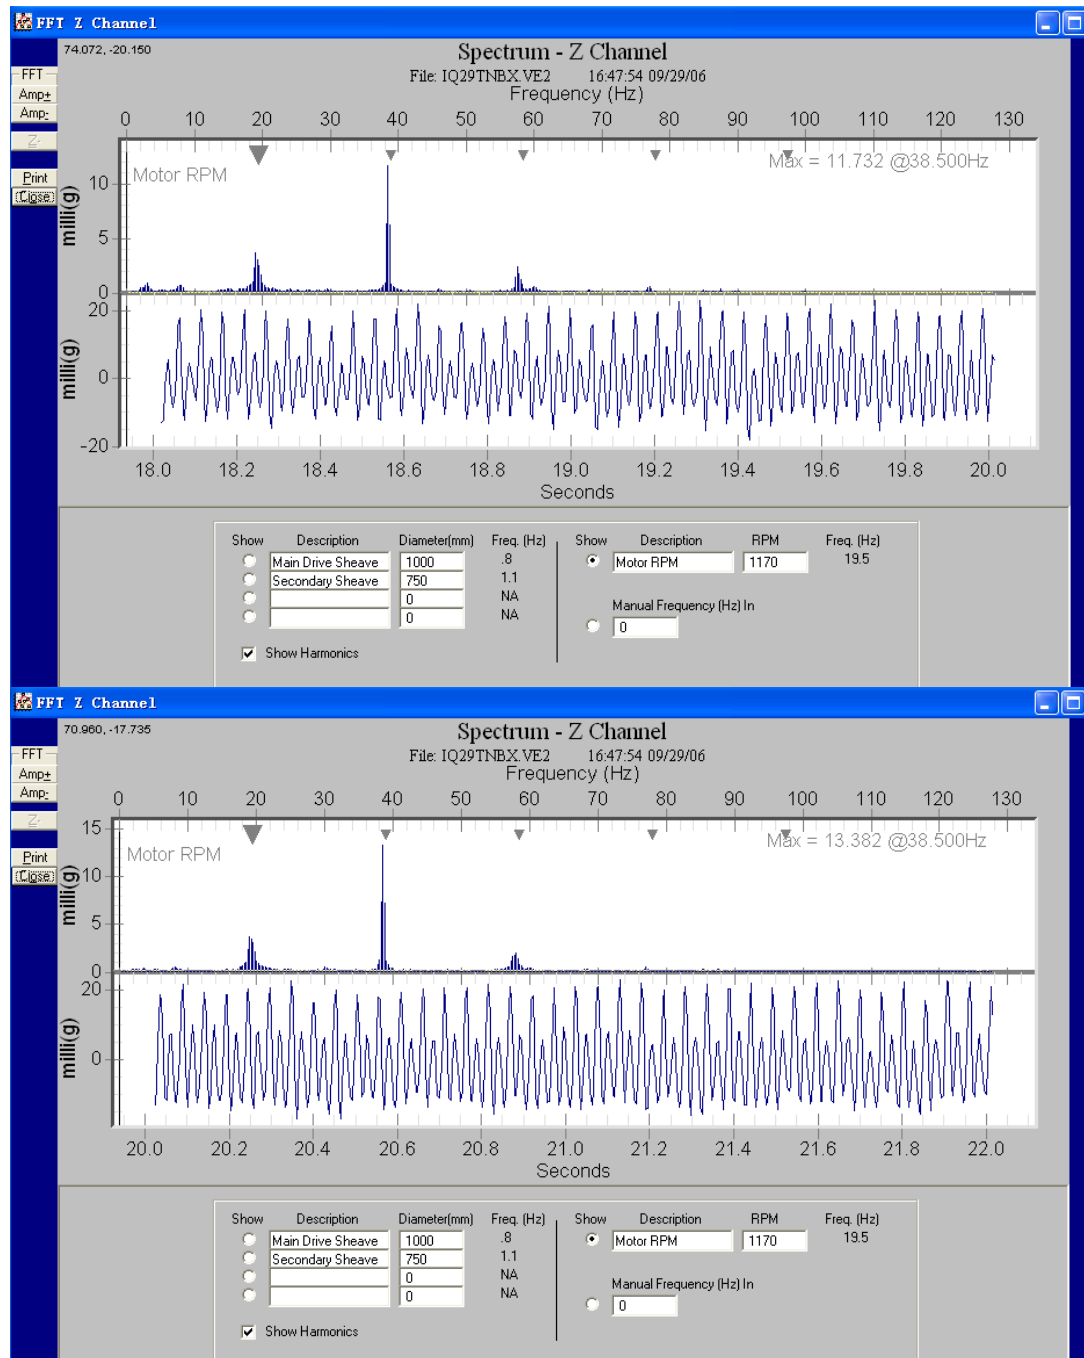 FFT Z Channel
74.072, -20.150
Spectrum - Z Channel
File: IQ29TNBX.VE2 16:47:54 09/29/06
Frequency (Hz)
FFT
Amp+
Amp-
Z-
Print
Close
0 10 20 30 40 50 60 70 80 90 100 110 120 130
Motor RPM
Max = 11.732 @38.500Hz
10
5
0
milli(g)
20
0
-20
milli(g)
18.0 18.2 18.4 18.6 18.8 19.0 19.2 19.4 19.6 19.8 20.0
Seconds
Show Description Diameter(mm) Freq. (Hz) Show Description RPM Freq. (Hz)
Main Drive Sheave 1000 .8 Motor RPM 1170 19.5
Secondary Sheave 750 1.1
0 NA
Manual Frequency (Hz) In
0 NA
0
Show Harmonics
FFT Z Channel
70.960, -17.735
Spectrum - Z Channel
File: IQ29TNBX.VE2 16:47:54 09/29/06
Frequency (Hz)
FFT
Amp+
Amp-
Z-
Print
Close
0 10 20 30 40 50 60 70 80 90 100 110 120 130
15
Motor RPM
Max = 13.382 @38.500Hz
10
5
0
milli(g)
20
0
milli(g)
20.0 20.2 20.4 20.6 20.8 21.0 21.2 21.4 21.6 21.8 22.0
Seconds
Show Description Diameter(mm) Freq. (Hz) Show Description RPM Freq. (Hz)
Main Drive Sheave 1000 .8 Motor RPM 1170 19.5
Secondary Sheave 750 1.1
0 NA
Manual Frequency (Hz) In
0 NA
0
Show Harmonics